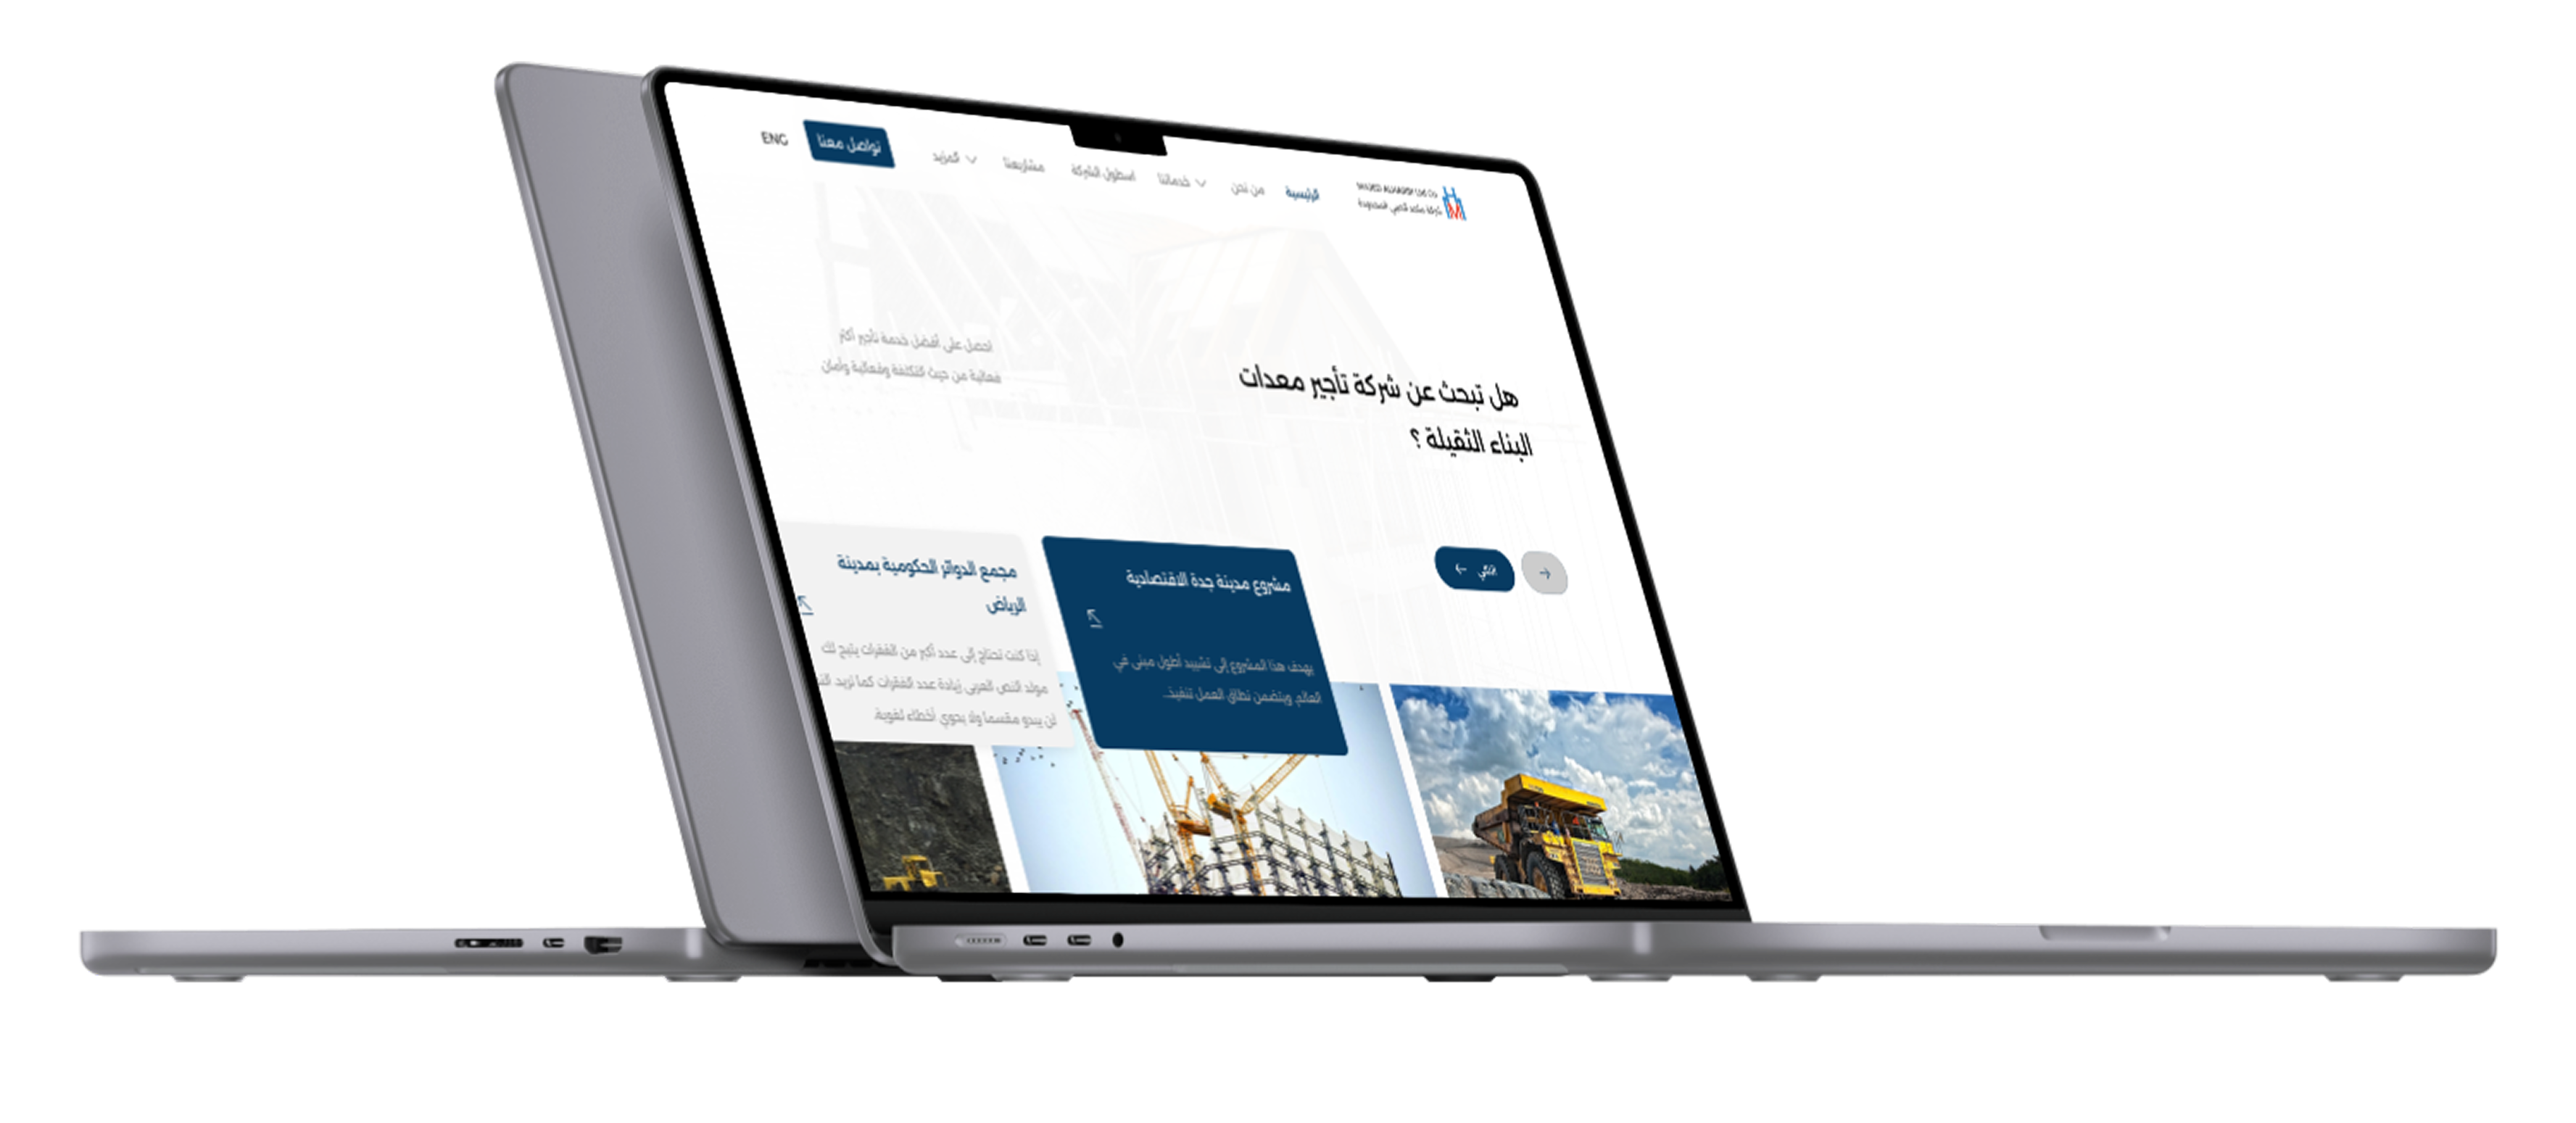 الرئيسية
من نحن
خدماتنا
اسطول الشركة
مشاريعنا
المزيد
تواصل معنا
ENG
هل تبحث عن شركة تأجير معدات
البناء الثقيلة ؟
احصل على أفضل خدمة تأجير أكثر
فعالية من حيث التكلفة وفعالية وأمان
التالي
مشروع مدينة جدة الاقتصادية
يهدف هذا المشروع إلى تشييد أطول مبنى في
العالم، ويتضمن نطاق العمل تنفيذ...
مجمع الدوائر الحكومية بمدينة
الرياض
إذا كنت تحتاج إلى عدد أكبر من الفقرات يتيح لك
مولد النص العربى زيادة عدد الفقرات كما تريد،
لن يبدو مقسما ولا يحوي أخطاء لغوية،